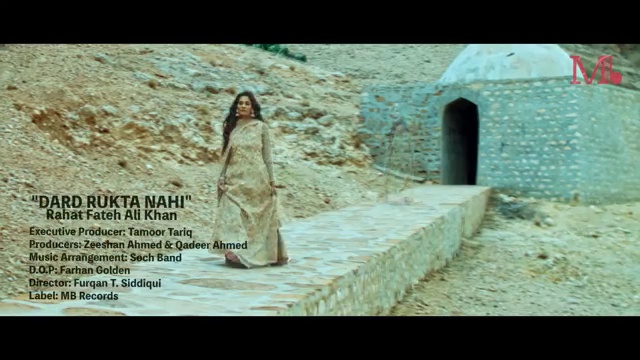 "DARD RUKTA NAHI"
Rahat Fateh Ali Khan
Executive Producer: Tamoor Tariq
Producers: Zeeshan Ahmed & Qadeer Ahmed
Music Arrangement: Soch Band
D.O.P: Farhan Golden
Director: Furqan T. Siddiqui
Label: MB Records